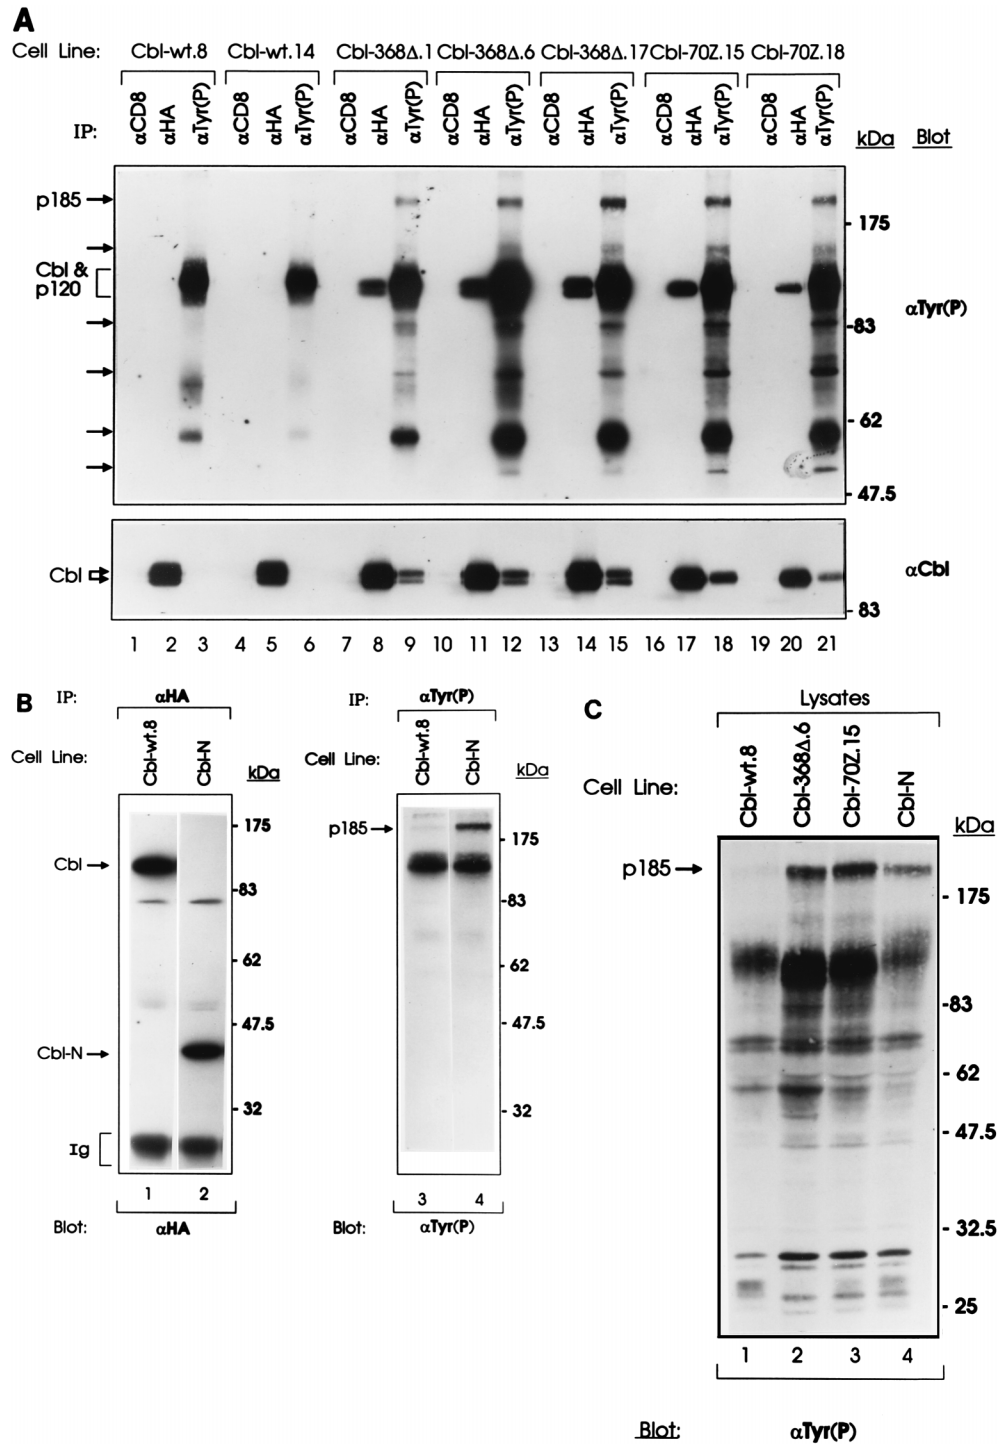 A
Cell Line: Cbl-wt.8 Cbl-wt.14 Cbl-368Δ.1 Cbl-368Δ.6 Cbl-368Δ.17 Cbl-70Z.15 Cbl-70Z.18
IP: αCD8 αHA αTyr(P) αCD8 αHA αTyr(P) αCD8 αHA αTyr(P) αCD8 αHA αTyr(P) αCD8 αHA αTyr(P) αCD8 αHA αTyr(P) αCD8 αHA αTyr(P)
kDa Blot
p185
- 175
Cbl &
p120
αTyr(P)
-83
- 62
- 47.5
Cbl
αCbl
- 83
1 2 3 4 5 6 7 8 9 10 11 12 13 14 15 16 17 18 19 20 21
B
IP: αHA
Cell Line: Cbl-wt.8 Cbl-N
kDa
- 175
Cbl
-83
- 62
- 47.5
Cbl-N
- 32
Ig
1 2
Blot: αHA
IP: αTyr(P)
Cell Line: Cbl-wt.8 Cbl-N
kDa
p185
- 175
-83
- 62
- 47.5
- 32
3 4
Blot: αTyr(P)
C
Lysates
Cell Line: Cbl-wt.8 Cbl-368Δ.6 Cbl-70Z.15 Cbl-N
kDa
p185
- 175
-83
- 62
- 47.5
- 32.5
- 25
1 2 3 4
Blot: αTyr(P)